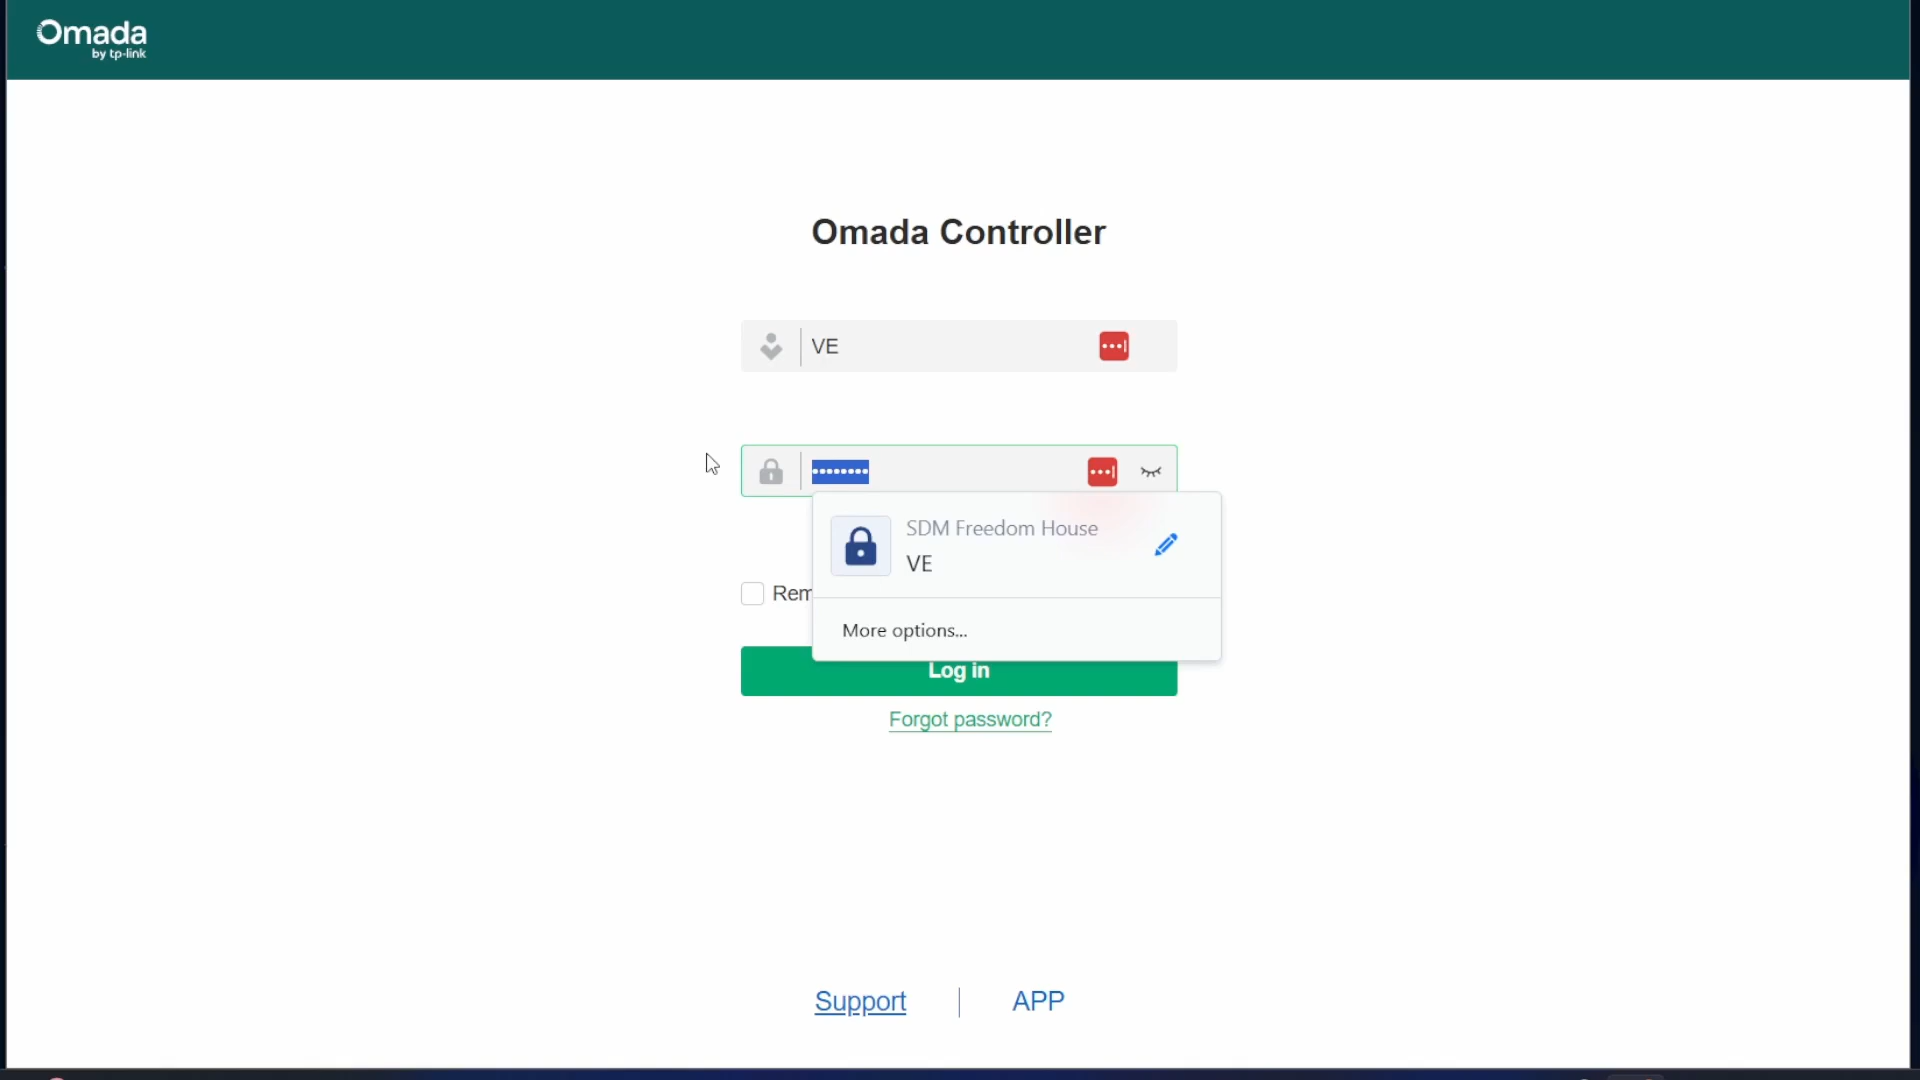 Omada
by tp-link
Omada Controller
VE
SDM Freedom House
VE
Rem
More options...
Log in
Forgot password?
Support
APP